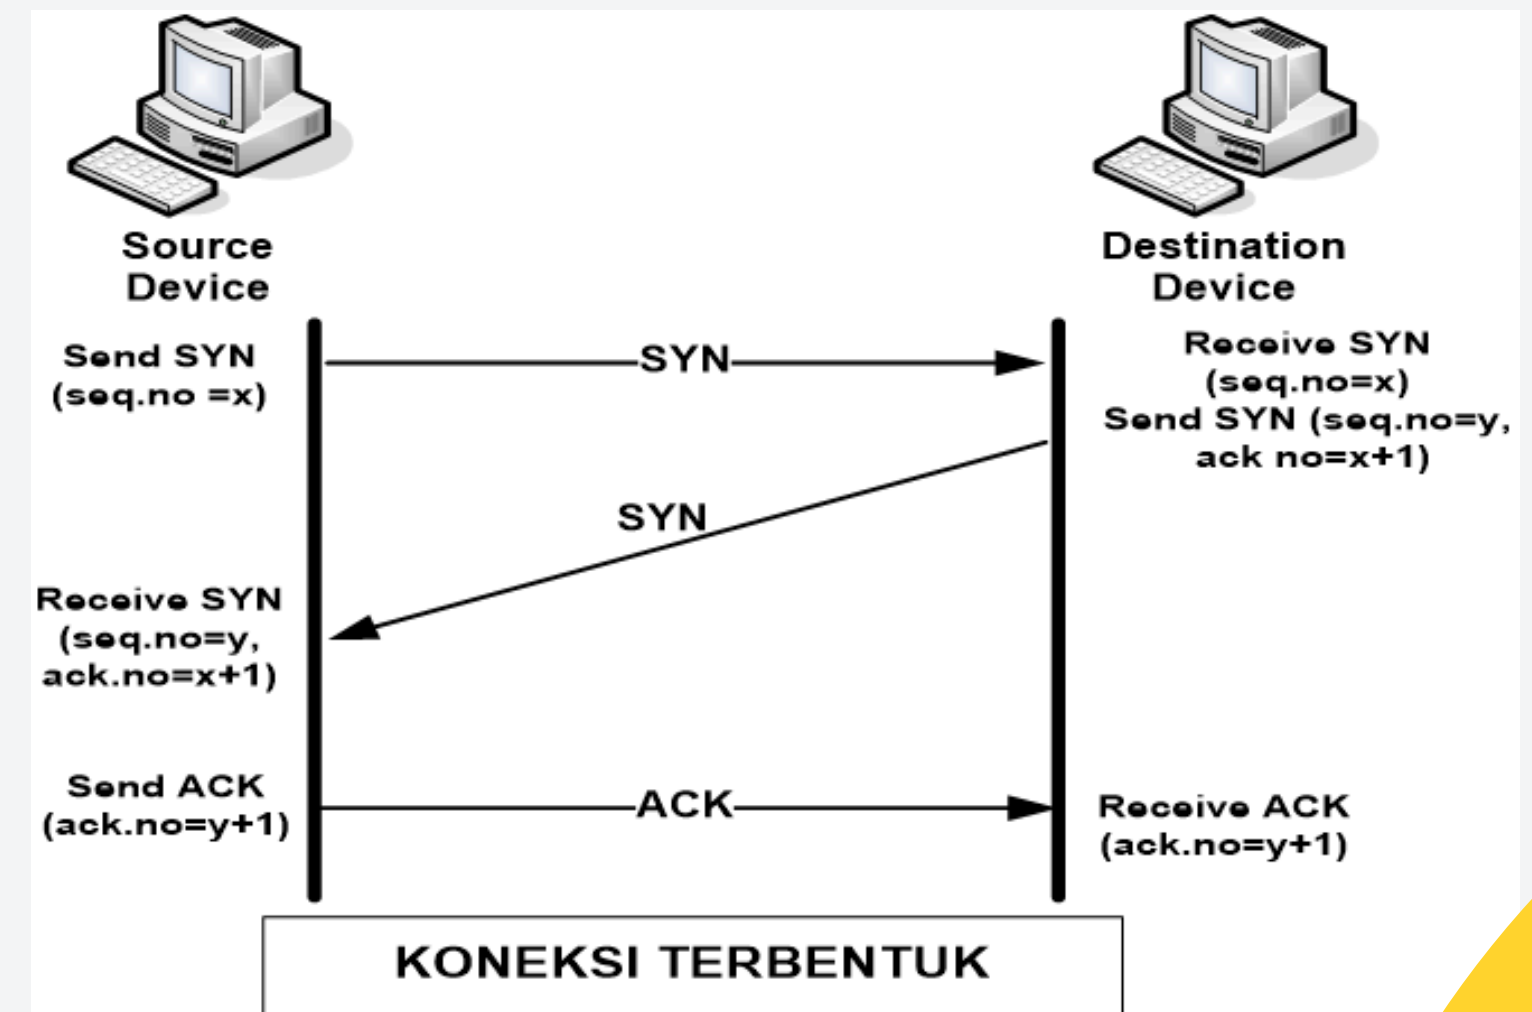 Source
Device
Destination
Device
Send SYN
(seq.no =x)
SYN
Receive SYN
(seq.no=x)
Send SYN (seq.no=y,
ack no=x+1)
SYN
Receive SYN
(seq.no=y,
ack.no=x+1)
Send ACK
(ack.no=y+1)
ACK
Receive ACK
(ack.no=y+1)
KONEKSI TERBENTUK